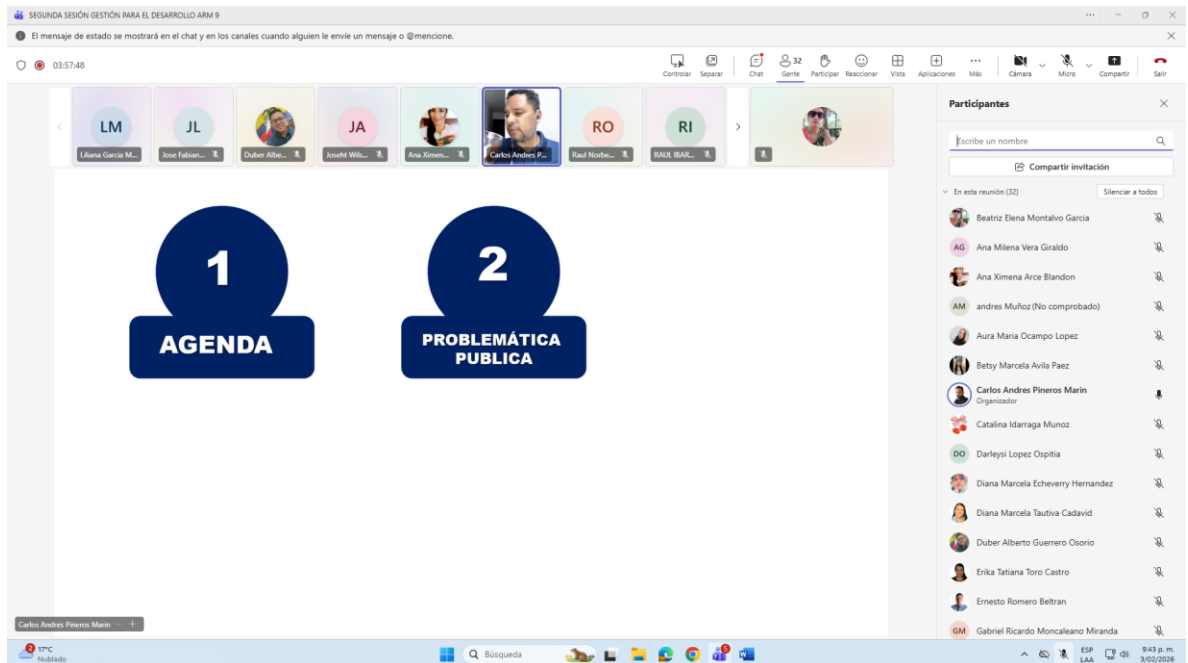 SEGUNDA SESIÓN GESTIÓN PARA EL DESARROLLO ARM 9
El mensaje de estado se mostrará en el chat y en los canales cuando alguien le envíe un mensaje o @mencione.
03:57:48
Controlar
Separar
Chat
32
Gente
Participar
Reaccionar
Vista
Aplicaciones
Más
Cámara
Micro
Compartir
Salir
LM
Liliana Garcia M...
JL
Jose Fabian...
Duber Albe...
JA
Joseht Wils...
Ana Ximen...
Carlos Andres P...
RO
Raul Norbe...
RI
RAUL IBAR...
1
AGENDA
2
PROBLEMÁTICA
PUBLICA
Carlos Andres Pineros Marin
Participantes
Escribe un nombre
Compartir invitación
En esta reunión (32)
Silenciar a todos
Beatriz Elena Montalvo Garcia
AG
Ana Milena Vera Giraldo
Ana Ximena Arce Blandon
AM
andres Muñoz (No comprobado)
Aura Maria Ocampo Lopez
Betsy Marcela Avila Paez
Carlos Andres Pineros Marin
Organizador
Catalina Idarraga Munoz
DO
Darleysi Lopez Ospitia
Diana Marcela Echeverry Hernandez
Diana Marcela Tautiva Cadavid
Duber Alberto Guerrero Osorio
Erika Tatiana Toro Castro
Ernesto Romero Beltran
GM
Gabriel Ricardo Moncaleano Miranda
2
17°C
Nublado
Búsqueda
ESP
LAA
9:43 p. m.
3/02/2026